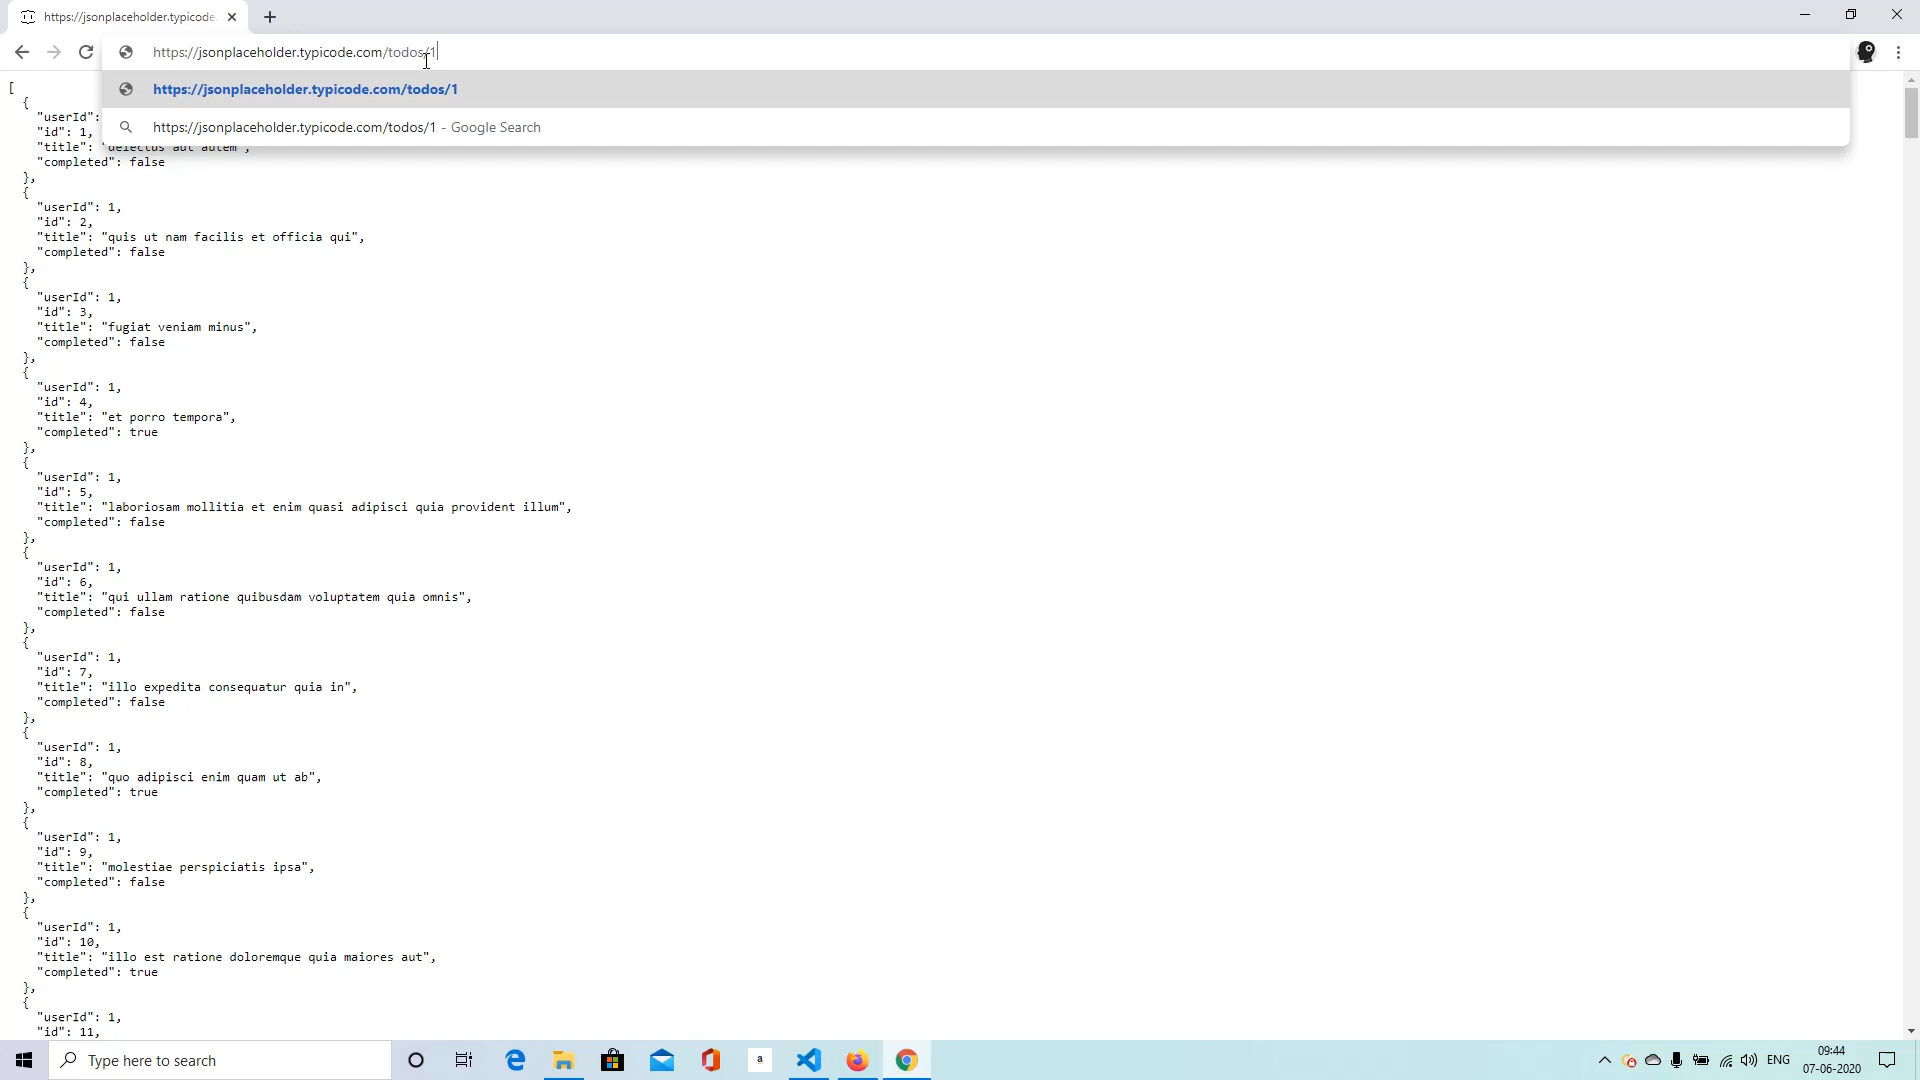 https://jsonplaceholder.typicode.
https://jsonplaceholder.typicode.com/todos/1
https://jsonplaceholder.typicode.com/todos/1
https://jsonplaceholder.typicode.com/todos/1 - Google Search
[
{
"userId":
"id": 1,
"title": "delectus aut autem",
"completed": false
},
{
"userId": 1,
"id": 2,
"title": "quis ut nam facilis et officia qui",
"completed": false
},
{
"userId": 1,
"id": 3,
"title": "fugiat veniam minus",
"completed": false
},
{
"userId": 1,
"id": 4,
"title": "et porro tempora",
"completed": true
},
{
"userId": 1,
"id": 5,
"title": "laboriosam mollitia et enim quasi adipisci quia provident illum",
"completed": false
},
{
"userId": 1,
"id": 6,
"title": "qui ullam ratione quibusdam voluptatem quia omnis",
"completed": false
},
{
"userId": 1,
"id": 7,
"title": "illo expedita consequatur quia in",
"completed": false
},
{
"userId": 1,
"id": 8,
"title": "quo adipisci enim quam ut ab",
"completed": true
},
{
"userId": 1,
"id": 9,
"title": "molestiae perspiciatis ipsa",
"completed": false
},
{
"userId": 1,
"id": 10,
"title": "illo est ratione doloremque quia maiores aut",
"completed": true
},
{
"userId": 1,
"id": 11,
Type here to search
a
ENG
09:44
07-06-2020